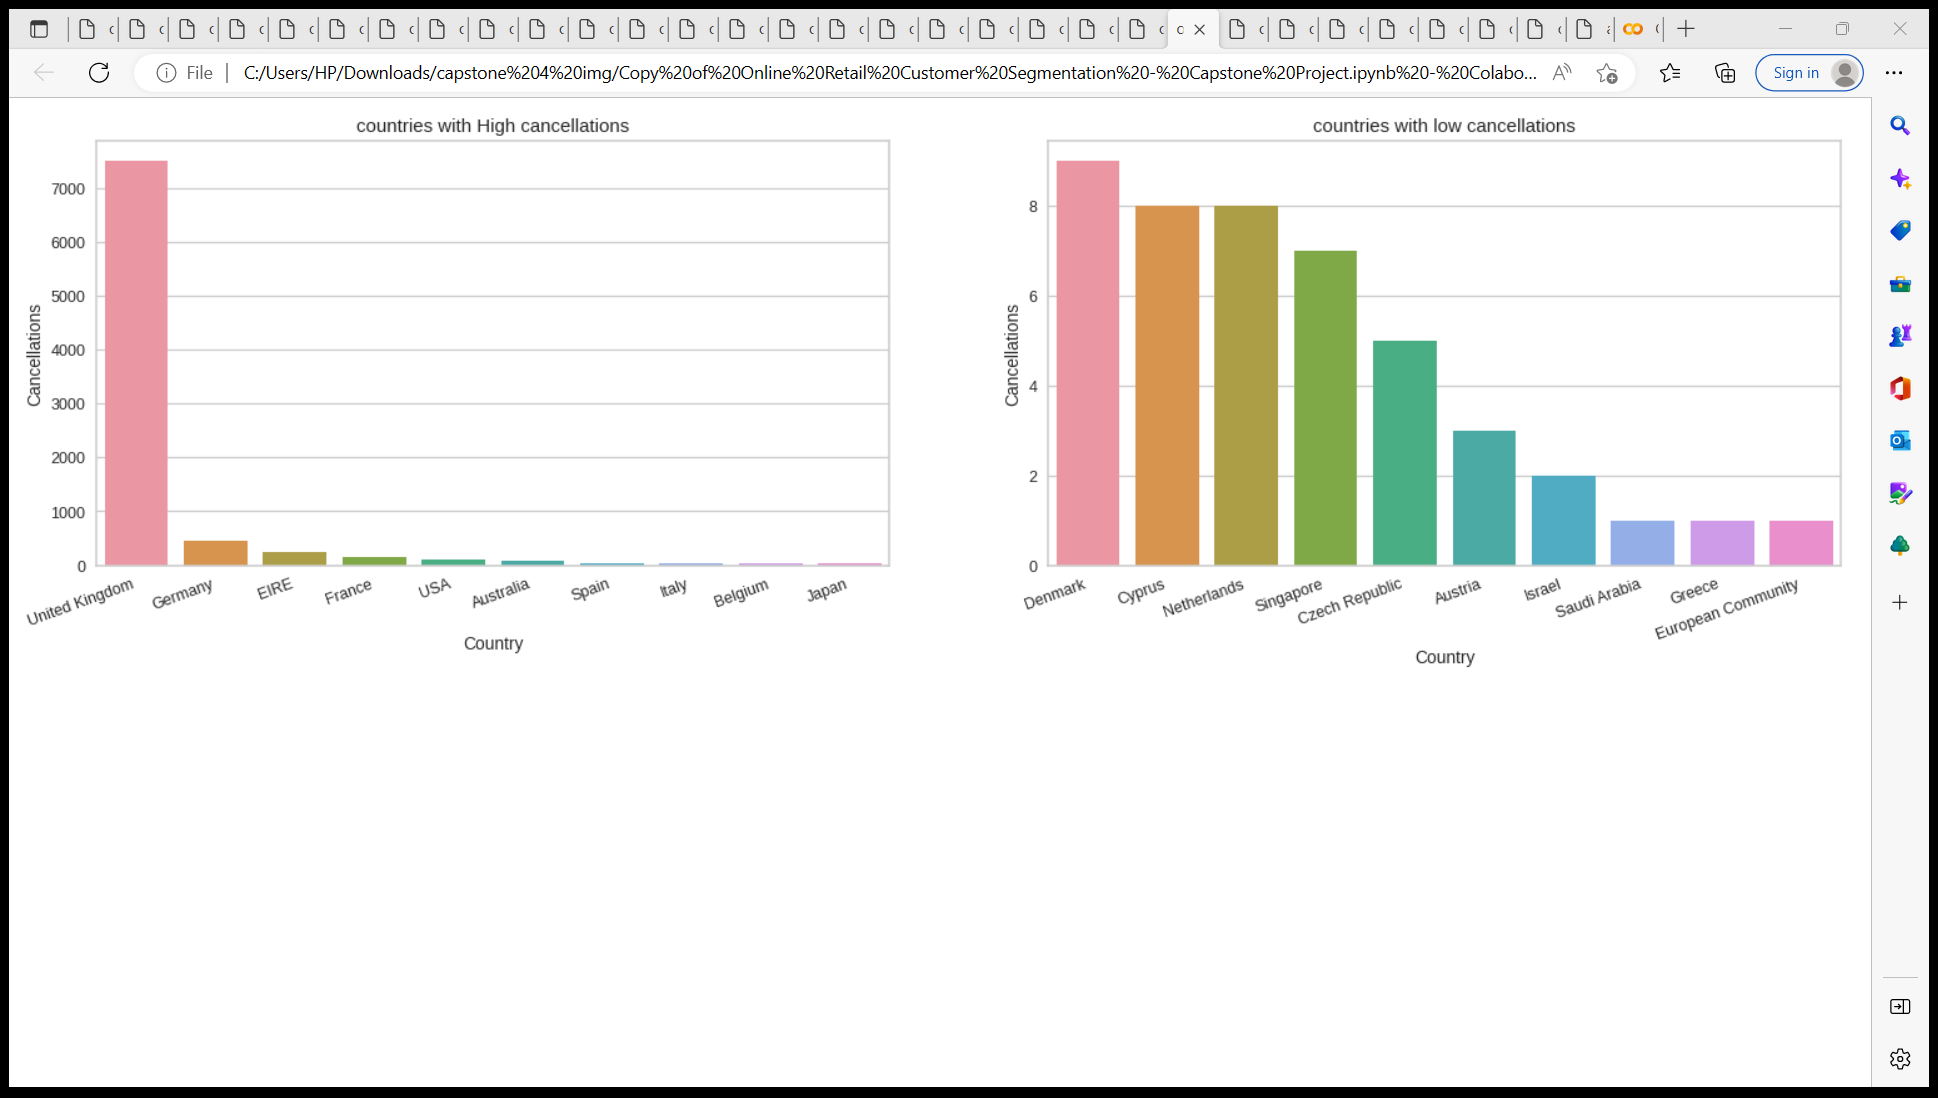 File
C:/Users/HP/Downloads/capstone%204%20img/Copy%20of%20Online%20Retail%20Customer%20Segmentation%20-%20Capstone%20Project.ipynb%20-%20Colabo...
Sign in
countries with High cancellations
7000
6000
5000
4000
3000
2000
1000
0
Cancellations
United Kingdom
Germany
EIRE
France
USA
Australia
Spain
Italy
Belgium
Japan
Country
countries with low cancellations
8
6
4
2
0
Cancellations
Denmark
Cyprus
Netherlands
Singapore
Czech Republic
Austria
Israel
Saudi Arabia
Greece
European Community
Country